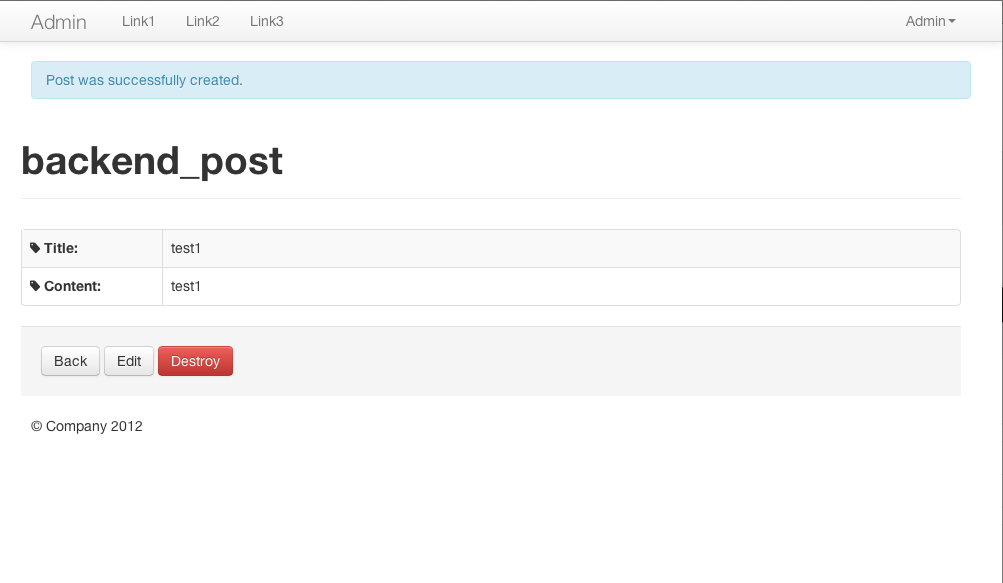 Admin Link1 Link2 Link3 Admin
Post was successfully created.
backend_post
Title: test1
Content: test1
Back Edit Destroy
© Company 2012